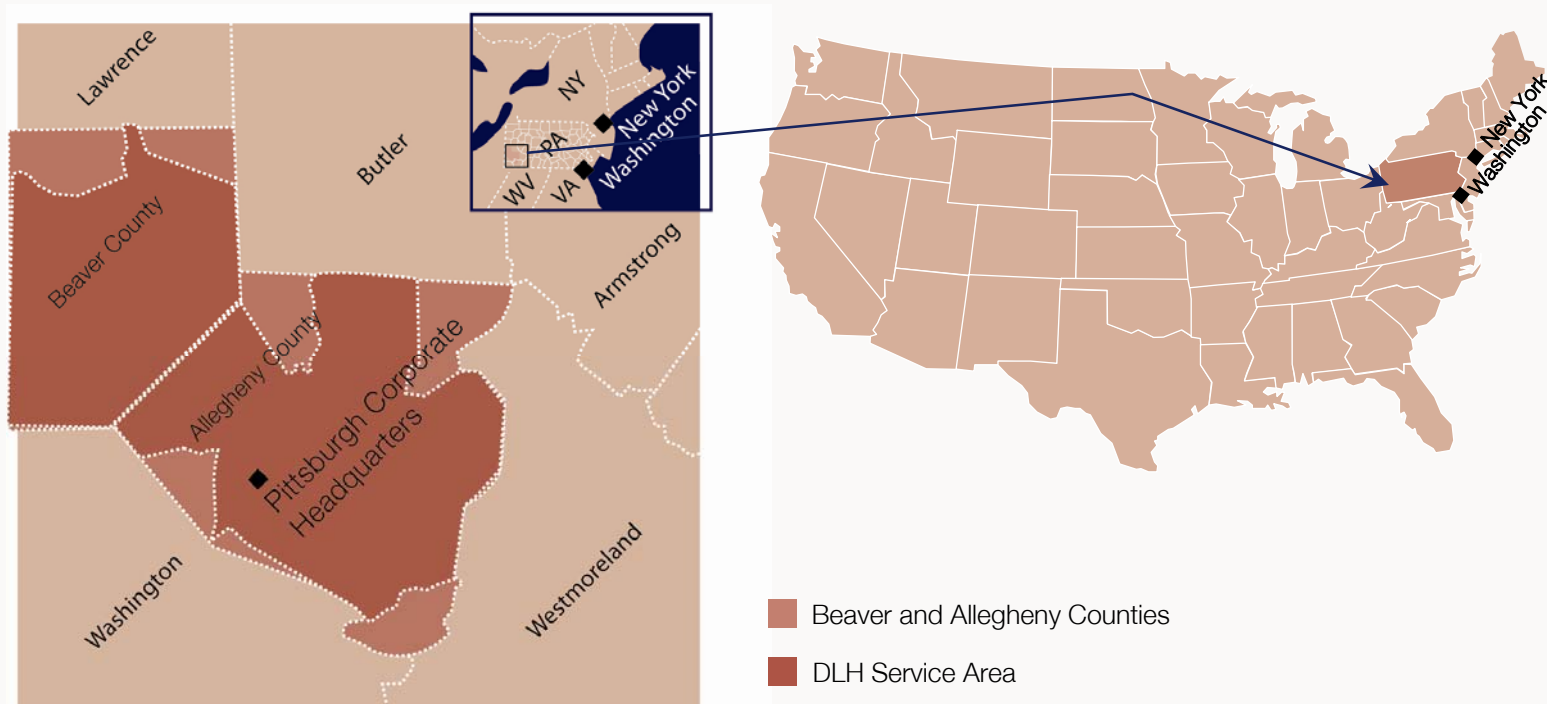 Lawrence
Butler
Armstrong
Beaver County
Allegheny County
Pittsburgh Corporate
Headquarters
Washington
Westmoreland
NY
PA
WV
VA
New York
Washington
New York
Washington
Beaver and Allegheny Counties
DLH Service Area